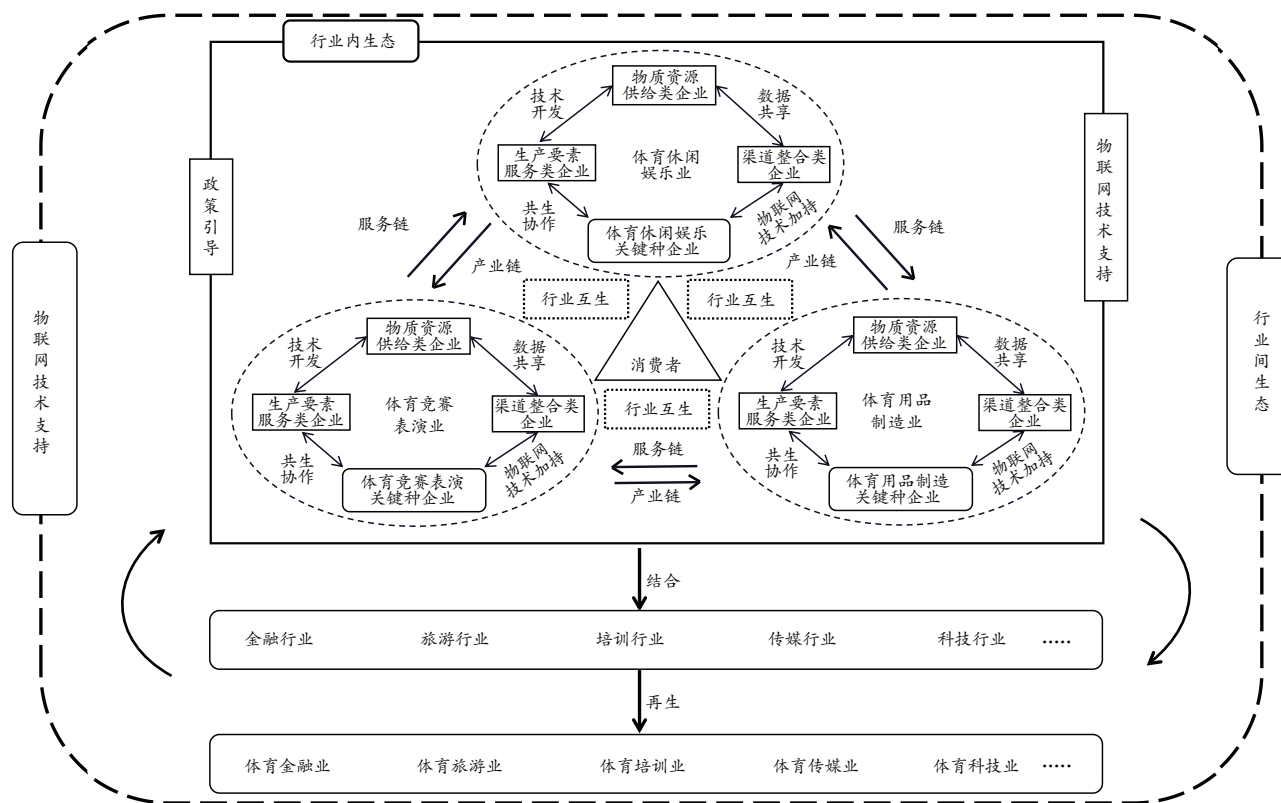 行业内生态
物质资源
供给类企业
技术
开发
数据
共享
生产要素
服务类企业
体育休闲
娱乐业
渠道整合类
企业
共生
协作
物联网
技术加持
体育休闲娱乐
关键种企业
政策引导
物联网技术支持
服务链
产业链
服务链
产业链
行业互生
行业互生
消费者
行业互生
物质资源
供给类企业
技术
开发
数据
共享
生产要素
服务类企业
体育竞赛
表演业
渠道整合类
企业
共生
协作
物联网
技术加持
体育竞赛表演
关键种企业
服务链
产业链
物质资源
供给类企业
技术
开发
数据
共享
生产要素
服务类企业
体育用品
制造业
渠道整合类
企业
共生
协作
物联网
技术加持
体育用品制造
关键种企业
物联网技术支持
行业间生态
结合
金融行业 旅游行业 培训行业 传媒行业 科技行业 ·····
再生
体育金融业 体育旅游业 体育培训业 体育传媒业 体育科技业 ·····